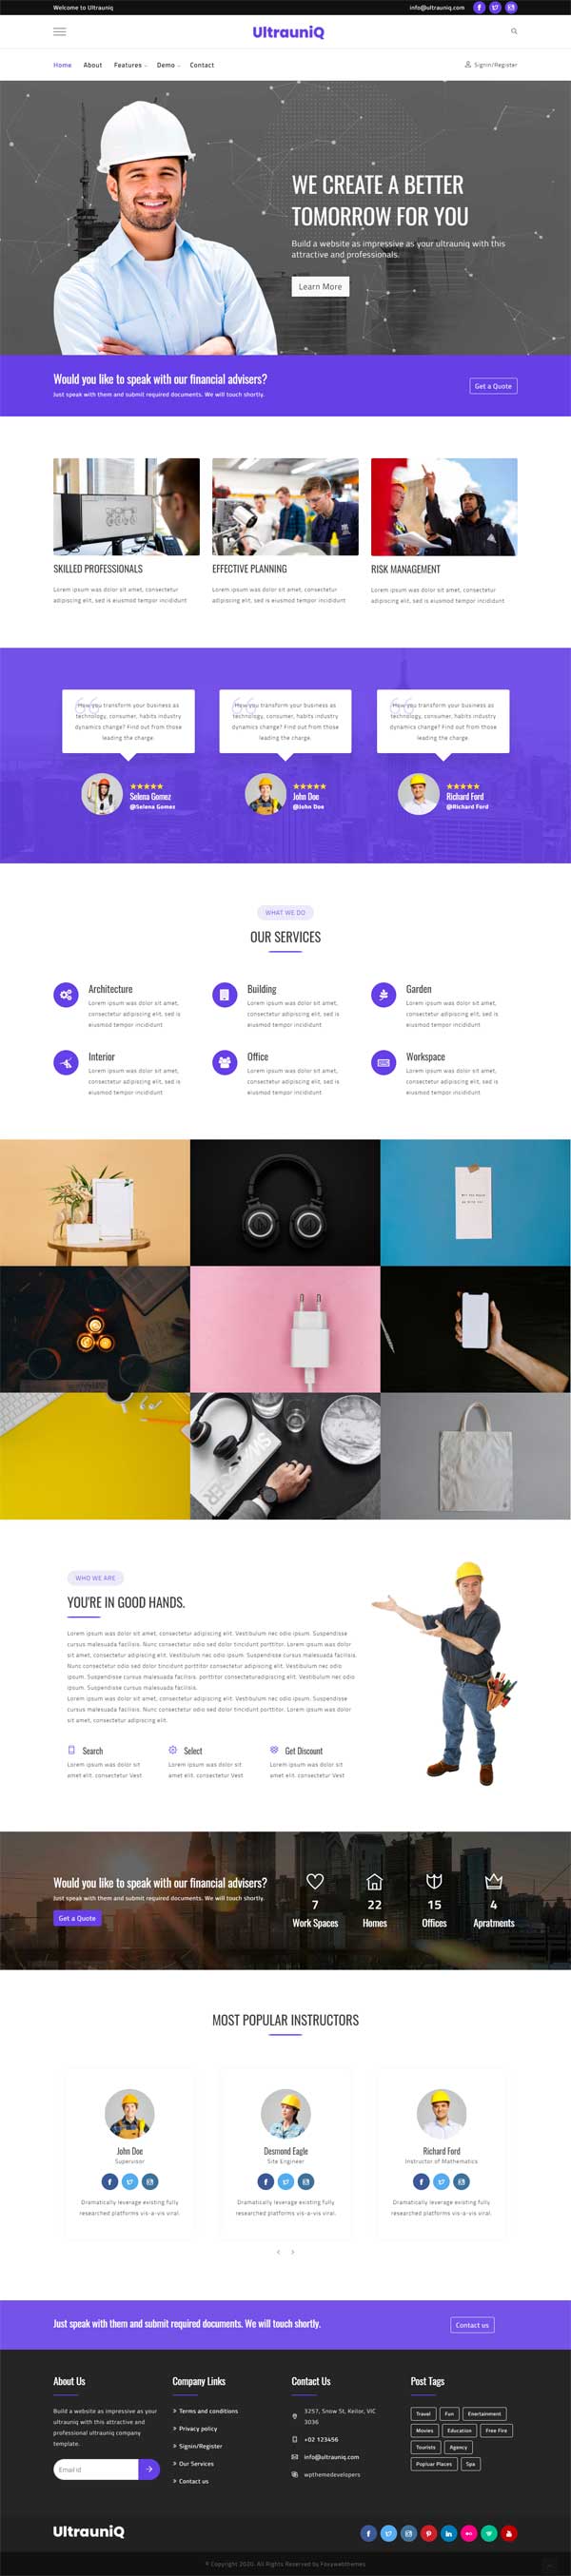 Welcome to Ultrauniq
info@ultrauniq.com
UltrauniQ
Home About Features Demo Contact
Signin/Register
WE CREATE A BETTER
TOMORROW FOR YOU
Build a website as impressive as your ultrauniq with this
attractive and professionals.
Learn More
Would you like to speak with our financial advisers?
Just speak with them and submit required documents. We will touch shortly.
Get a Quote
SKILLED PROFESSIONALS
Lorem ipsum was dolor sit amet, consectetur
adipiscing elit, sed is eiusmod tempor incididunt
EFFECTIVE PLANNING
Lorem ipsum was dolor sit amet, consectetur
adipiscing elit, sed is eiusmod tempor incididunt
RISK MANAGEMENT
Lorem ipsum was dolor sit amet, consectetur
adipiscing elit, sed is eiusmod tempor incididunt
How you transform your business as
technology, consumer, habits industry
dynamics change? Find out from those
leading the charge.
Selena Gomez
@Selena Gomes
How you transform your business as
technology, consumer, habits industry
dynamics change? Find out from those
leading the charge.
John Doe
@John Doe
How you transform your business as
technology, consumer, habits industry
dynamics change? Find out from those
leading the charge.
Richard Ford
@Richard Ford
WHAT WE DO
OUR SERVICES
Architecture
Lorem ipsum was dolor sit amet,
consectetur adipiscing elit, sed is
eiusmod tempor incididunt
Building
Lorem ipsum was dolor sit amet,
consectetur adipiscing elit, sed is
eiusmod tempor incididunt
Garden
Lorem ipsum was dolor sit amet,
consectetur adipiscing elit, sed is
eiusmod tempor incididunt
Interior
Lorem ipsum was dolor sit amet,
consectetur adipiscing elit, sed is
eiusmod tempor incididunt
Office
Lorem ipsum was dolor sit amet,
consectetur adipiscing elit, sed is
eiusmod tempor incididunt
Workspace
Lorem ipsum was dolor sit amet,
consectetur adipiscing elit, sed is
eiusmod tempor incididunt
WHO WE ARE
YOU'RE IN GOOD HANDS.
Lorem ipsum was dolor sit amet, consectetur adipiscing elit. Vestibulum nec odio ipsum. Suspendisse
cursus malesuada facilisis. Nunc consectetur odio sed dolor tincidunt porttitor. Lorem ipsum was dolor
sit amet, consectetur adipiscing elit. Vestibulum nec odio ipsum. Suspendisse cursus malesuada facilisis.
Nunc consectetur odio sed dolor tincidunt porttitor consectetur adipiscing elit. Vestibulum nec odio
ipsum. Suspendisse cursus malesuada facilisis. porttitor consecteturadipiscing elit. Vestibulum nec odio
ipsum. Suspendisse cursus malesuada facilisis.
Lorem ipsum was dolor sit amet, consectetur adipiscing elit. Vestibulum nec odio ipsum. Suspendisse
cursus malesuada facilisis. Nunc consectetur odio sed dolor tincidunt porttitor. Lorem ipsum was dolor
sit amet, consectetur adipiscing elit.
Search
Lorem ipsum was dolor sit
amet elit, consectetur Vest
Select
Lorem ipsum was dolor sit
amet elit, consectetur Vest
Get Discount
Lorem ipsum was dolor sit
amet elit, consectetur Vest
Would you like to speak with our financial advisers?
Just speak with them and submit required documents. We will touch shortly.
Get a Quote
7
Work Spaces
22
Homes
15
Offices
4
Apratments
MOST POPULAR INSTRUCTORS
John Doe
Supervisor
Dramatically leverage existing fully
researched platforms vis-a-vis viral.
Desmond Eagle
Site Engineer
Dramatically leverage existing fully
researched platforms vis-a-vis viral.
Richard Ford
Instructor of Mathematics
Dramatically leverage existing fully
researched platforms vis-a-vis viral.
Just speak with them and submit required documents. We will touch shortly.
Contact us
About Us
Build a website as impressive as your
ultrauniq with this attractive and
professional ultrauniq company
template.
Email id
Company Links
Terms and conditions
Privacy policy
Signin/Register
Our Services
Contact us
Contact Us
3257, Snow St, Keilor, VIC
3036
+02 123456
info@ultrauniq.com
wpthemedevelopers
Post Tags
Travel Fun Enertainment
Movies Education Free Fire
Tourists Agency
Popluar Places Spa
UltrauniQ
© Copyright 2020. All Rights Reserved by Fasywebthemes